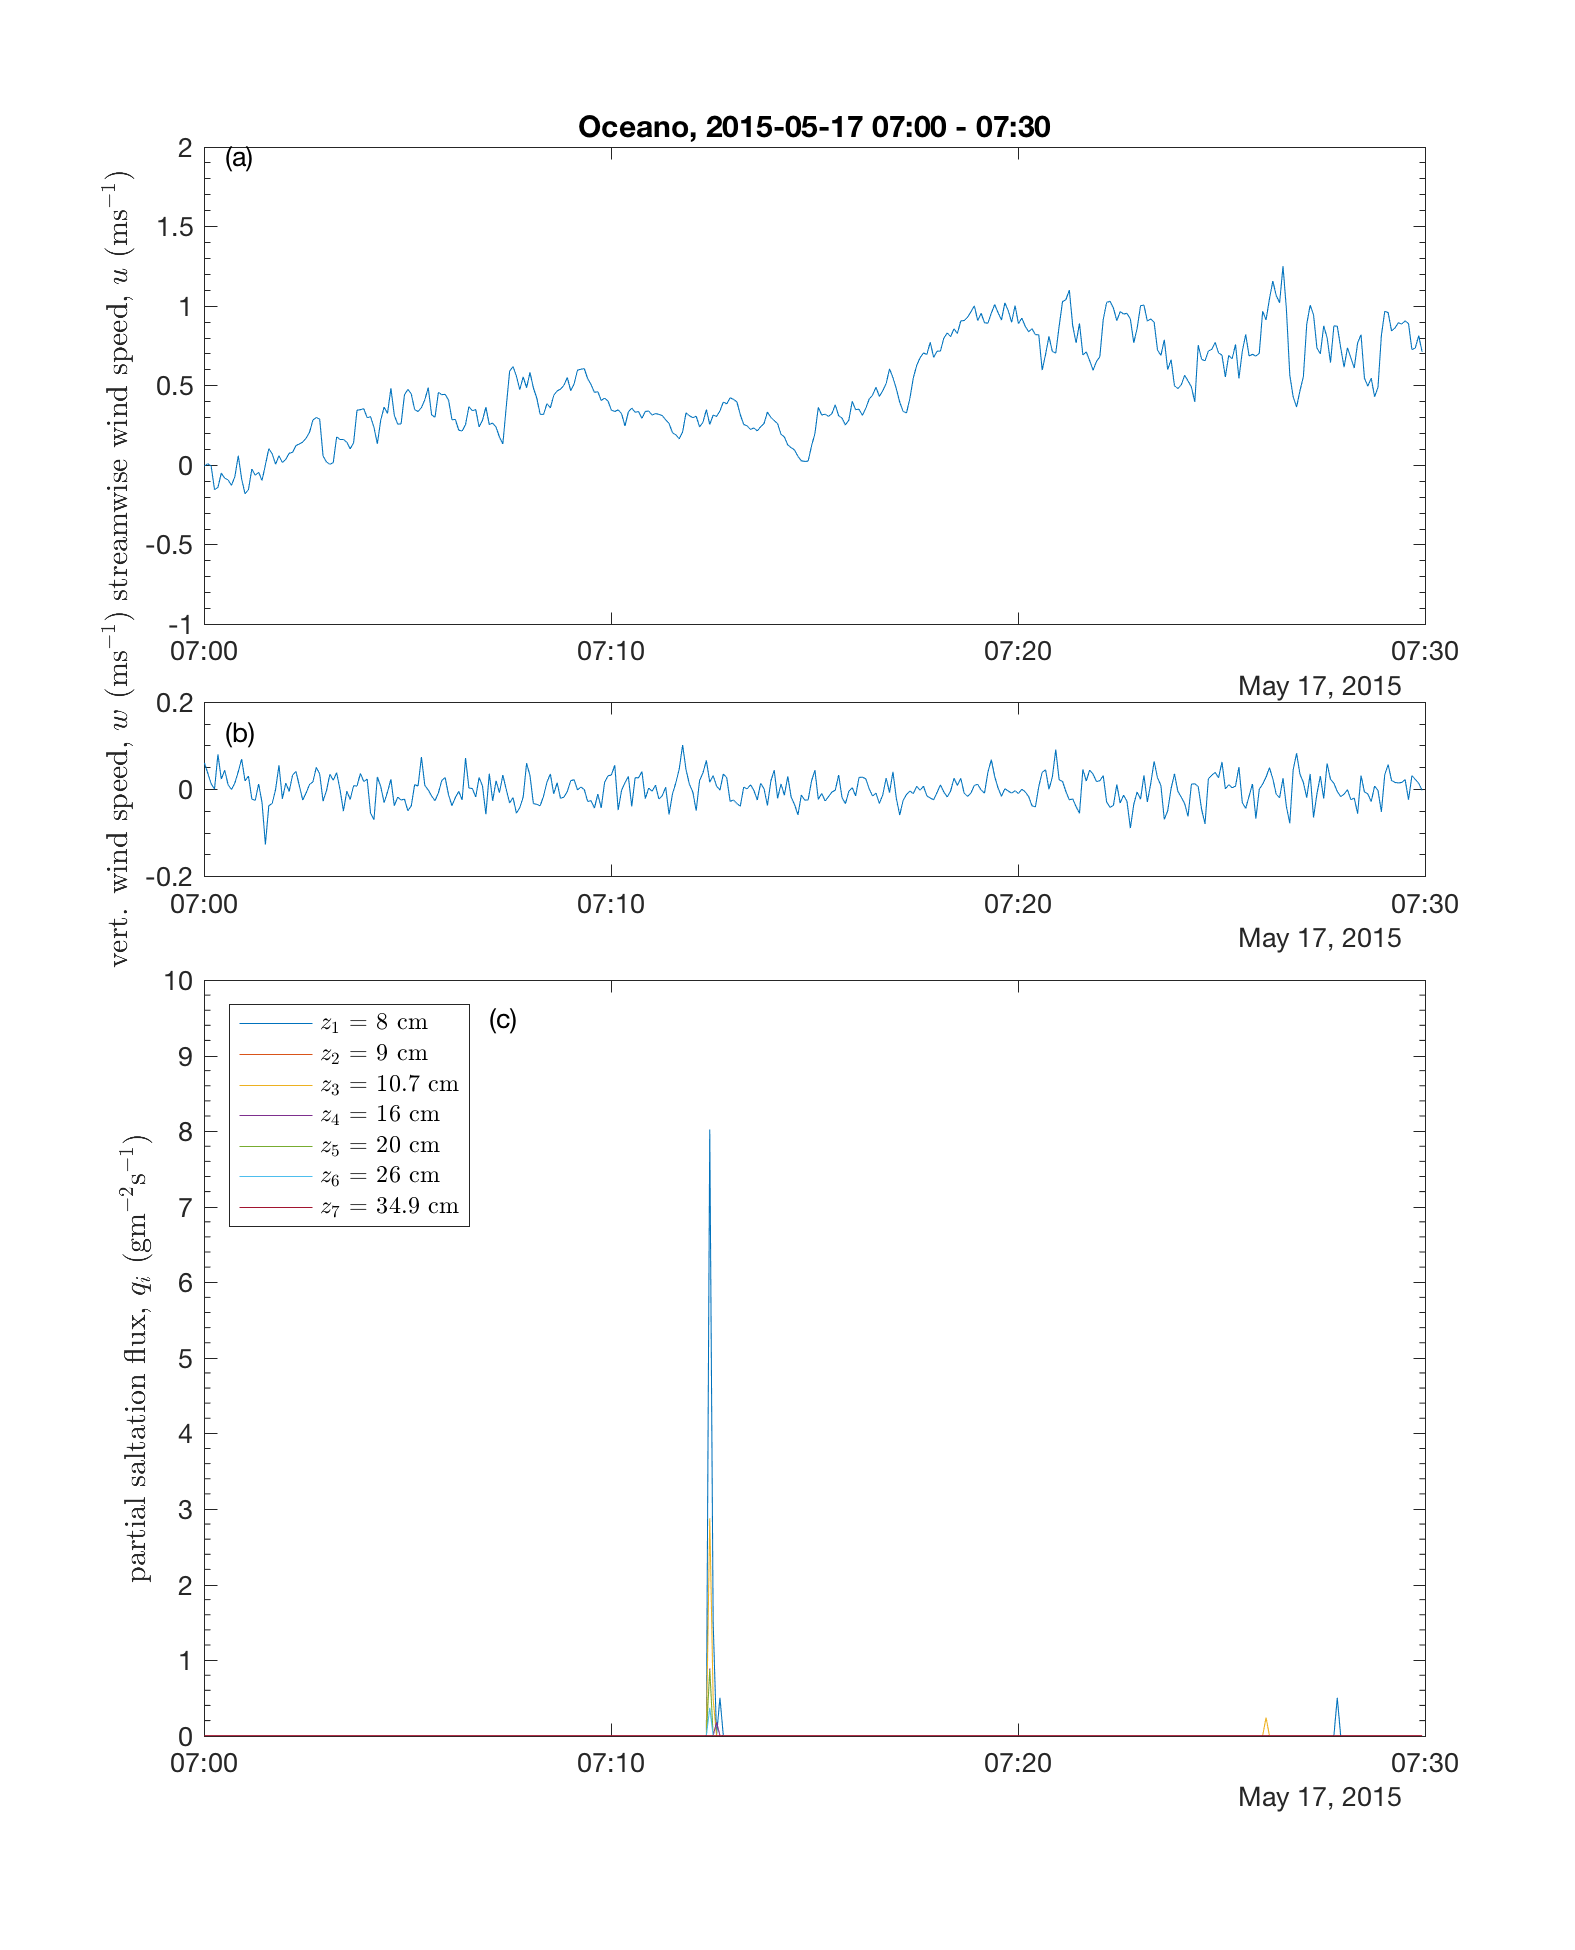 Oceano, 2015-05-17 07:00 - 07:30
(a)
streamwise wind speed, u (ms⁻¹)
2
1.5
1
0.5
0
-0.5
-1
07:00 07:10 07:20 07:30
May 17, 2015
(b)
vert. wind speed, w (ms⁻¹)
0.2
0
-0.2
07:00 07:10 07:20 07:30
May 17, 2015
(c)
partial saltation flux, qᵢ (gm⁻²s⁻¹)
10
9
8
7
6
5
4
3
2
1
0
z₁ = 8 cm
z₂ = 9 cm
z₃ = 10.7 cm
z₄ = 16 cm
z₅ = 20 cm
z₆ = 26 cm
z₇ = 34.9 cm
07:00 07:10 07:20 07:30
May 17, 2015